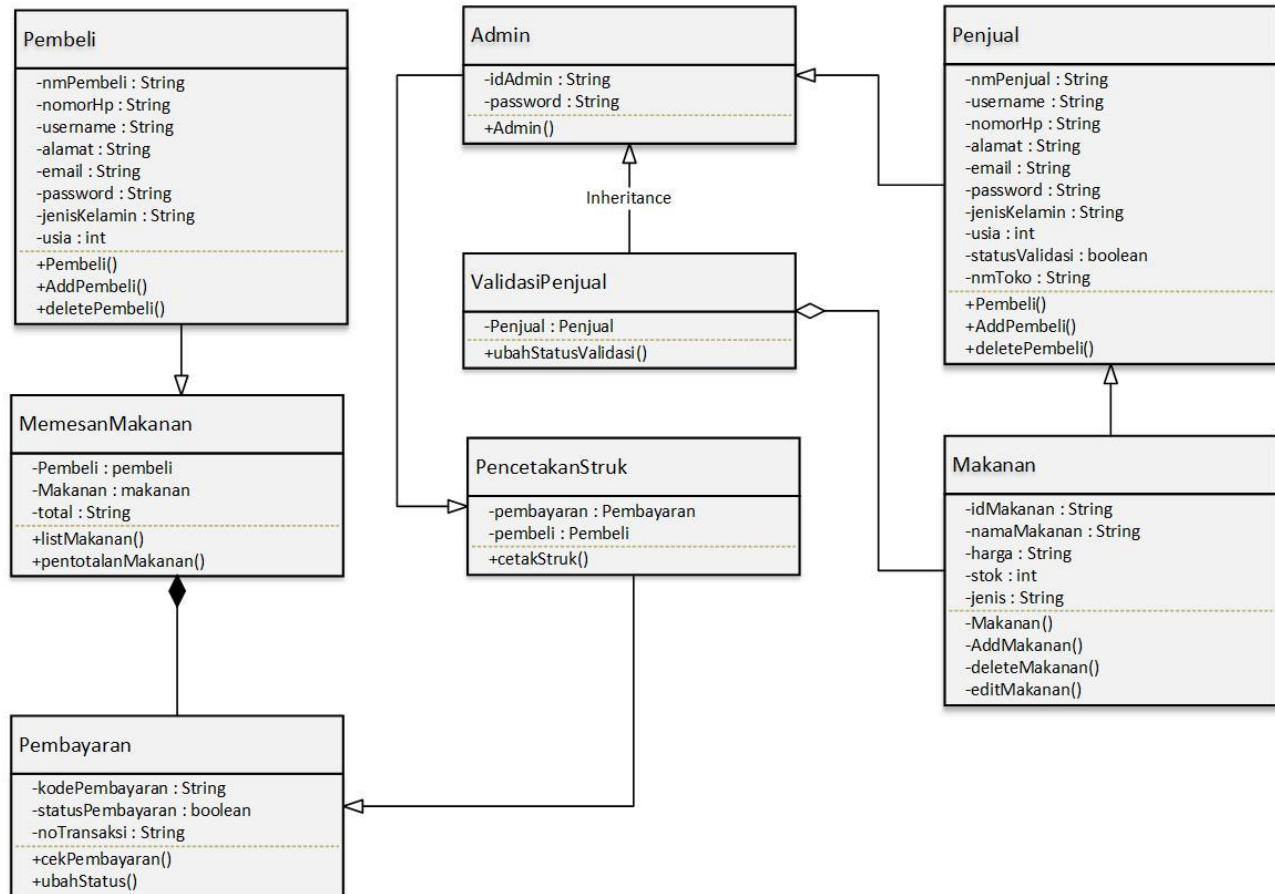 Pembeli
-nmPembeli : String
-nomorHp : String
-username : String
-alamat : String
-email : String
-password : String
-jenisKelamin : String
-usia : int
+Pembeli()
+AddPembeli()
+deletePembeli()
Admin
-idAdmin : String
-password : String
+Admin()
Inheritance
Penjual
-nmPenjual : String
-username : String
-nomorHp : String
-alamat : String
-email : String
-password : String
-jenisKelamin : String
-usia : int
-statusValidasi : boolean
-nmToko : String
+Pembeli()
+AddPembeli()
+deletePembeli()
ValidasiPenjual
-Penjual : Penjual
+ubahStatusValidasi()
MemesanMakanan
-Pembeli : pembeli
-Makanan : makanan
-total : String
+listMakanan()
+pentotalanMakanan()
PencetakanStruk
-pembayaran : Pembayaran
-pembeli : Pembeli
+cetakStruk()
Makanan
-idMakanan : String
-namaMakanan : String
-harga : String
-stok : int
-jenis : String
-Makanan()
-AddMakanan()
-deleteMakanan()
-editMakanan()
Pembayaran
-kodePembayaran : String
-statusPembayaran : boolean
-noTransaksi : String
+cekPembayaran()
+ubahStatus()